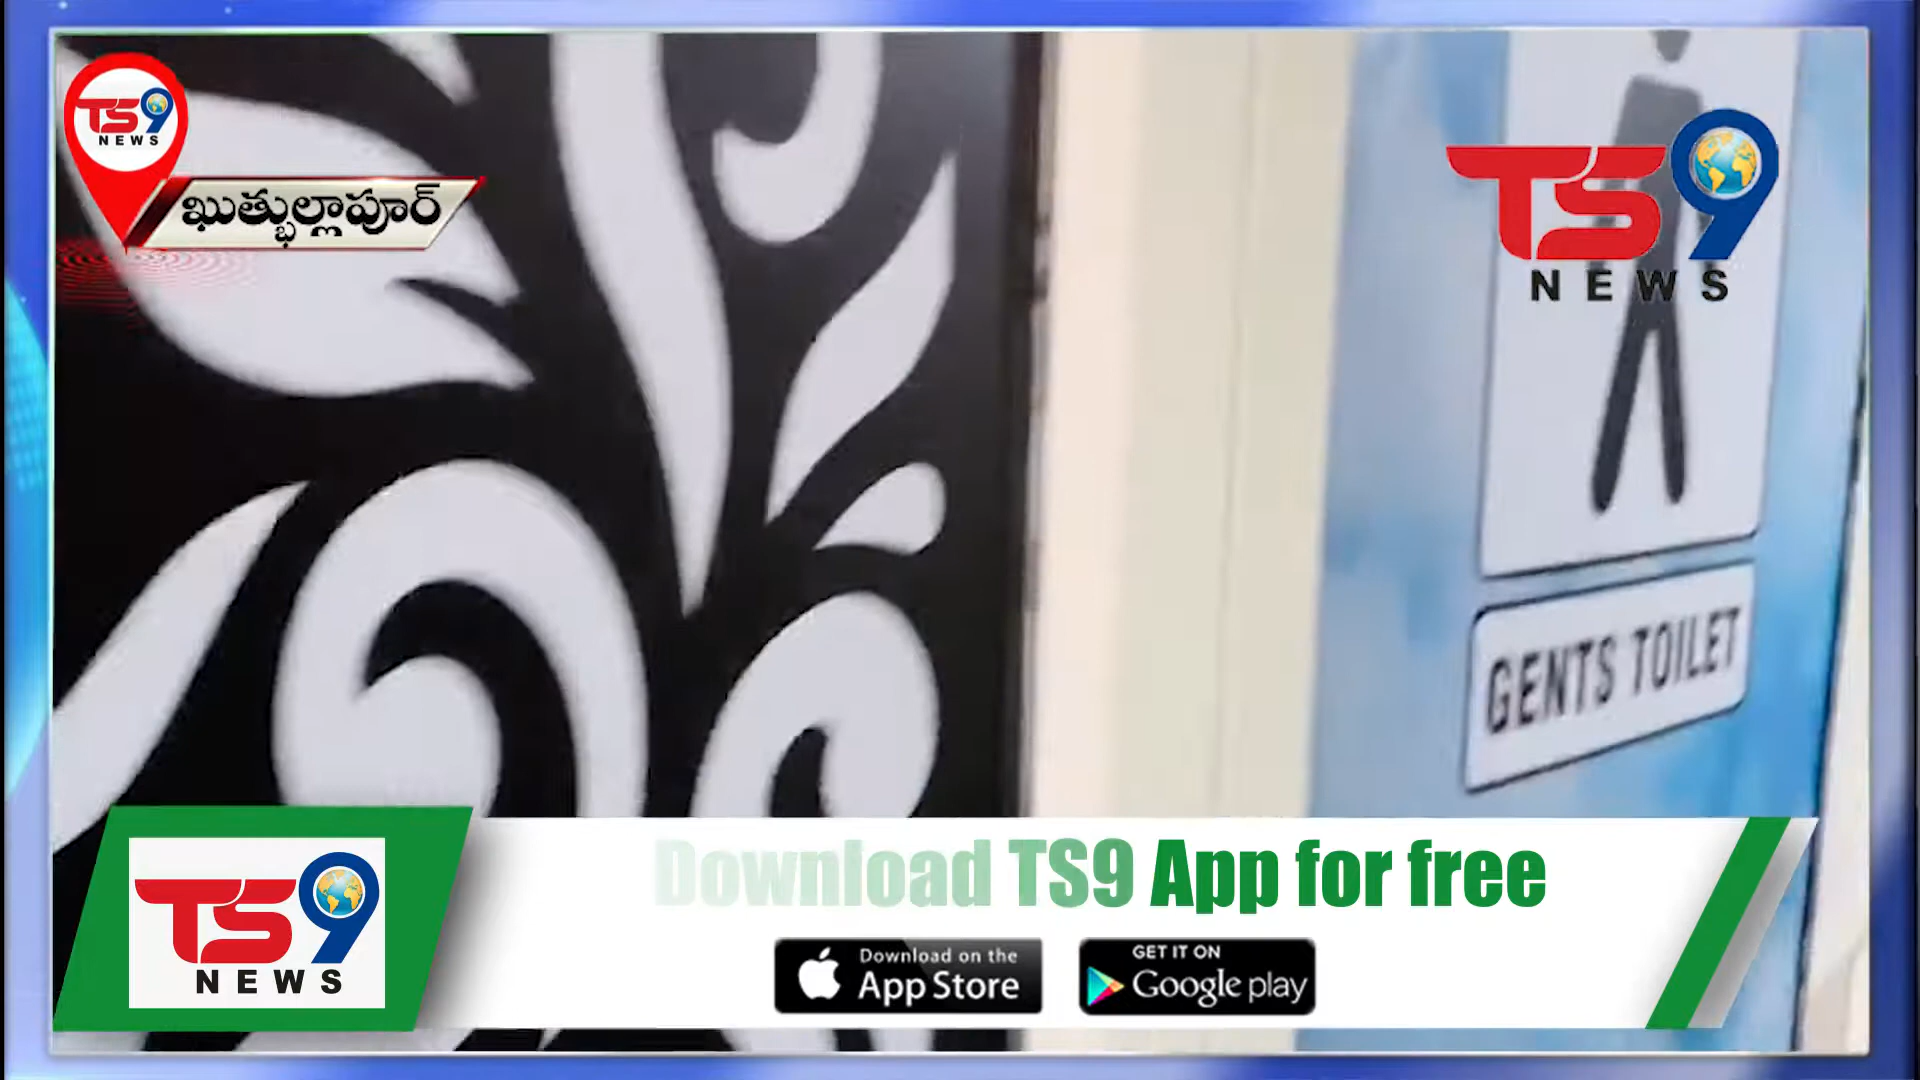 TS9
NEWS
ఖుత్బుల్లాపూర్
TS9
NEWS
GENTS TOILET
TS9
NEWS
Download TS9 App for free
Download on the
App Store
GET IT ON
Google play